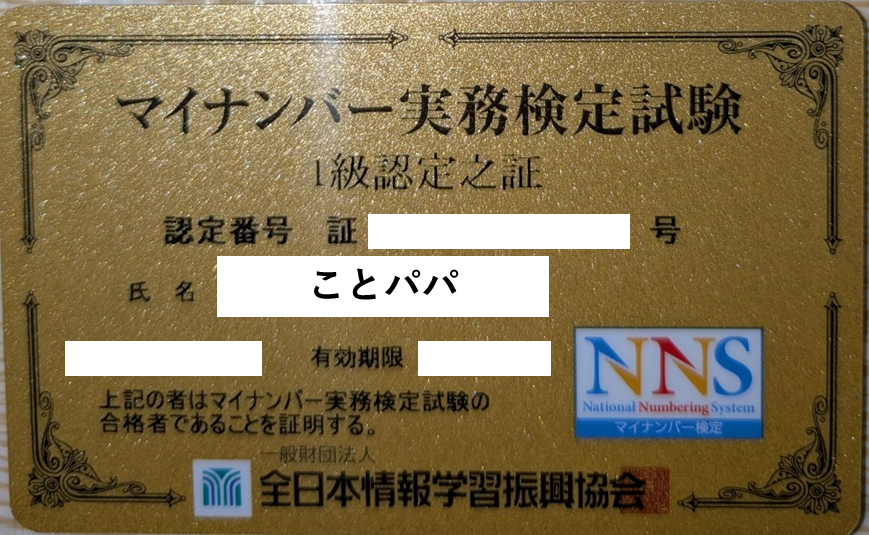 マイナンバー実務検定試験
1級認定之証
認定番号 証 号
氏名 ことパパ
有効期限
上記の者はマイナンバー実務検定試験の
合格者であることを証明する。
NNS
National Numbering System
マイナンバー検定
一般財団法人
全日本情報学習振興協会